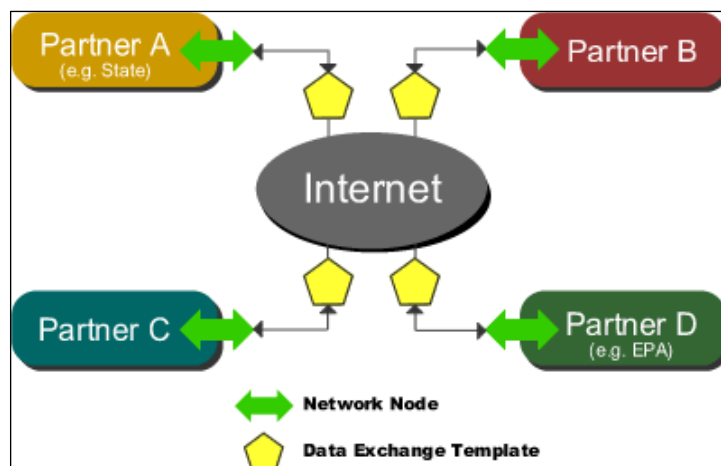 Partner A
(e.g. State)
Partner B
Internet
Partner C
Partner D
(e.g. EPA)
Network Node
Data Exchange Template